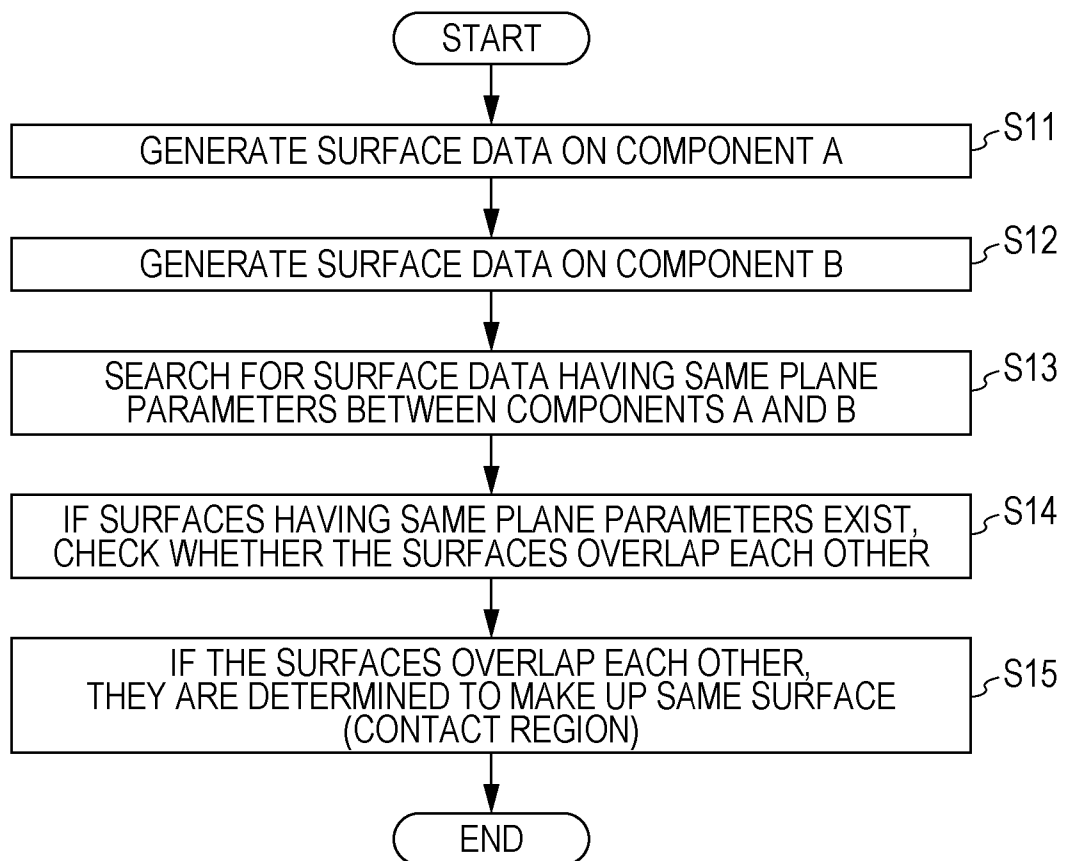 START
GENERATE SURFACE DATA ON COMPONENT A
S11
GENERATE SURFACE DATA ON COMPONENT B
S12
SEARCH FOR SURFACE DATA HAVING SAME PLANE
PARAMETERS BETWEEN COMPONENTS A AND B
S13
IF SURFACES HAVING SAME PLANE PARAMETERS EXIST,
CHECK WHETHER THE SURFACES OVERLAP EACH OTHER
S14
IF THE SURFACES OVERLAP EACH OTHER,
THEY ARE DETERMINED TO MAKE UP SAME SURFACE
(CONTACT REGION)
S15
END